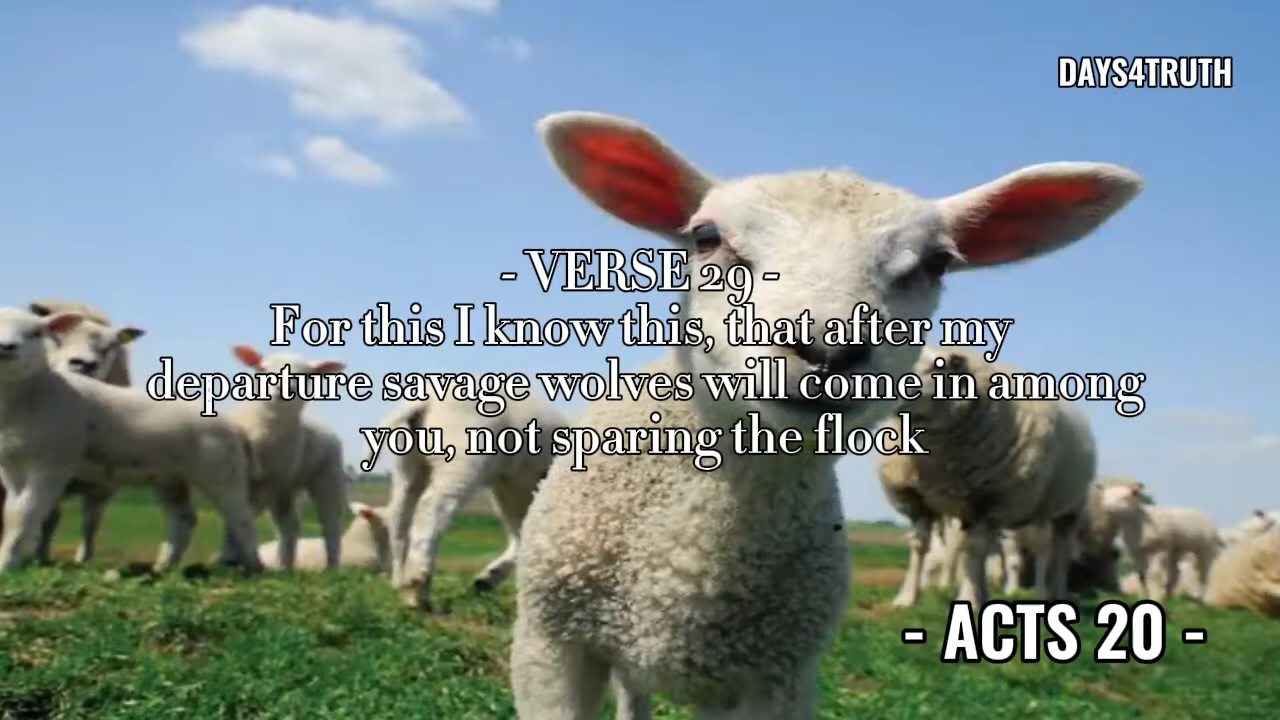 DAYS4TRUTH
- VERSE 29 -
For this I know this, that after my
departure savage wolves will come in among
you, not sparing the flock
- ACTS 20 -